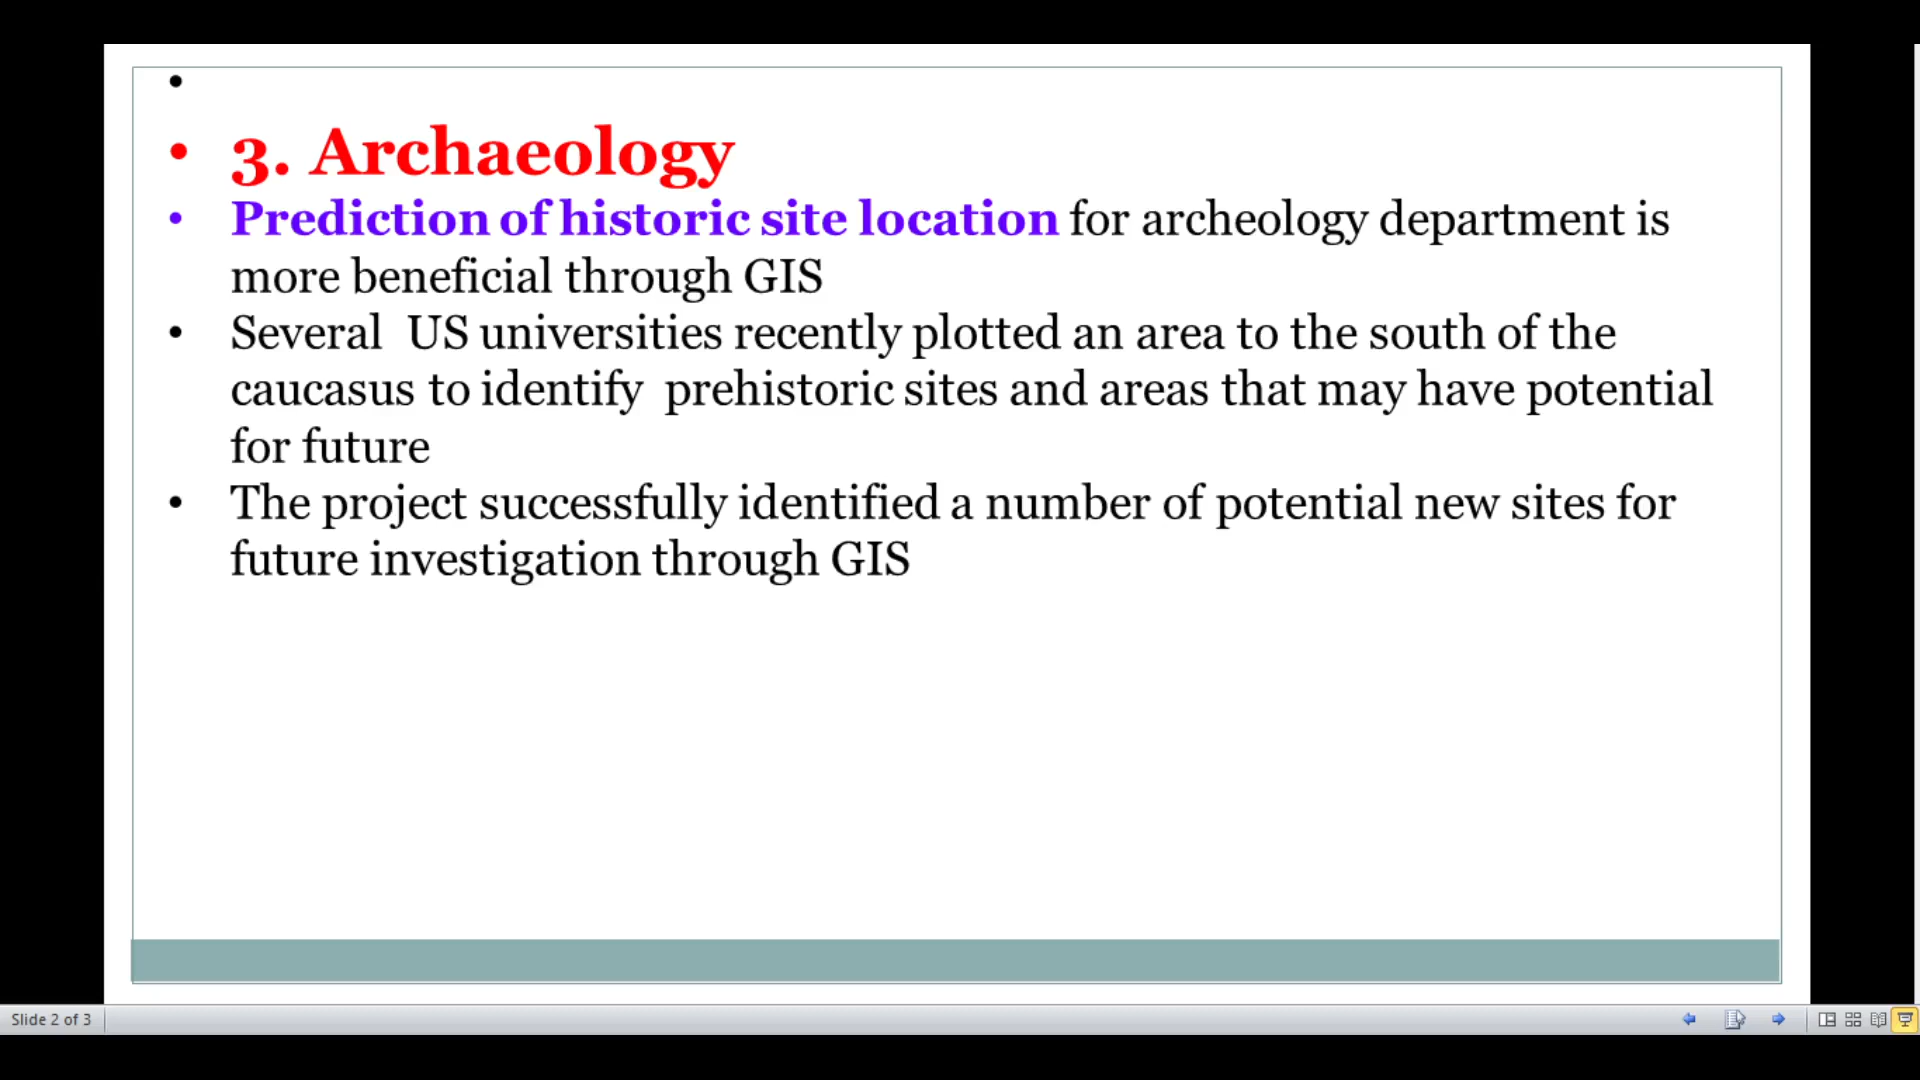 •
• 3. Archaeology
• Prediction of historic site location for archeology department is
more beneficial through GIS
• Several US universities recently plotted an area to the south of the
caucasus to identify prehistoric sites and areas that may have potential
for future
• The project successfully identified a number of potential new sites for
future investigation through GIS
Slide 2 of 3